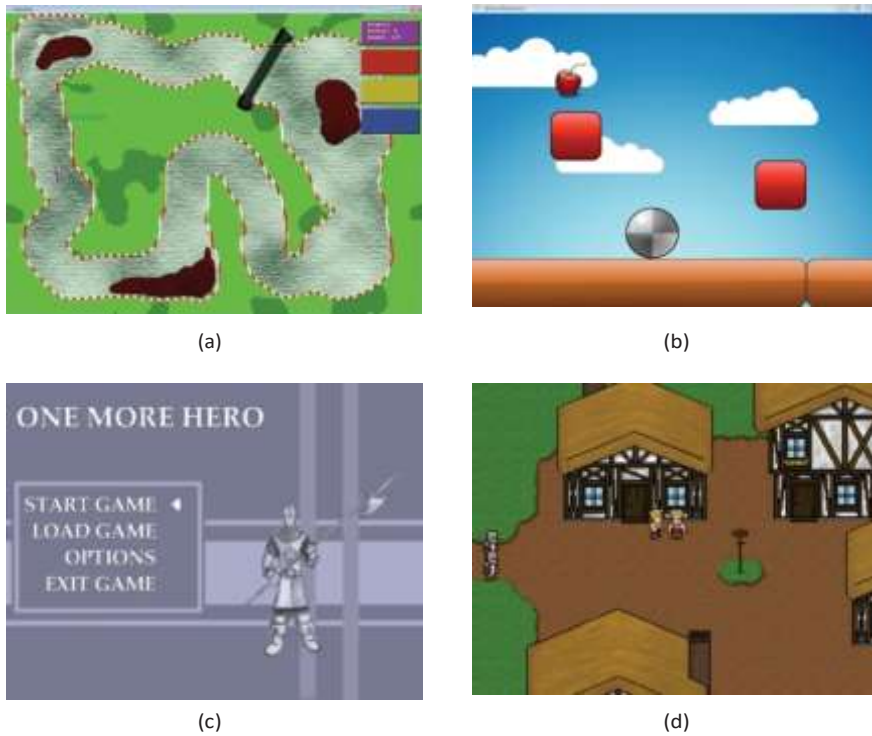 (a)
(b)
ONE MORE HERO
START GAME
LOAD GAME
OPTIONS
EXIT GAME
(c)
(d)